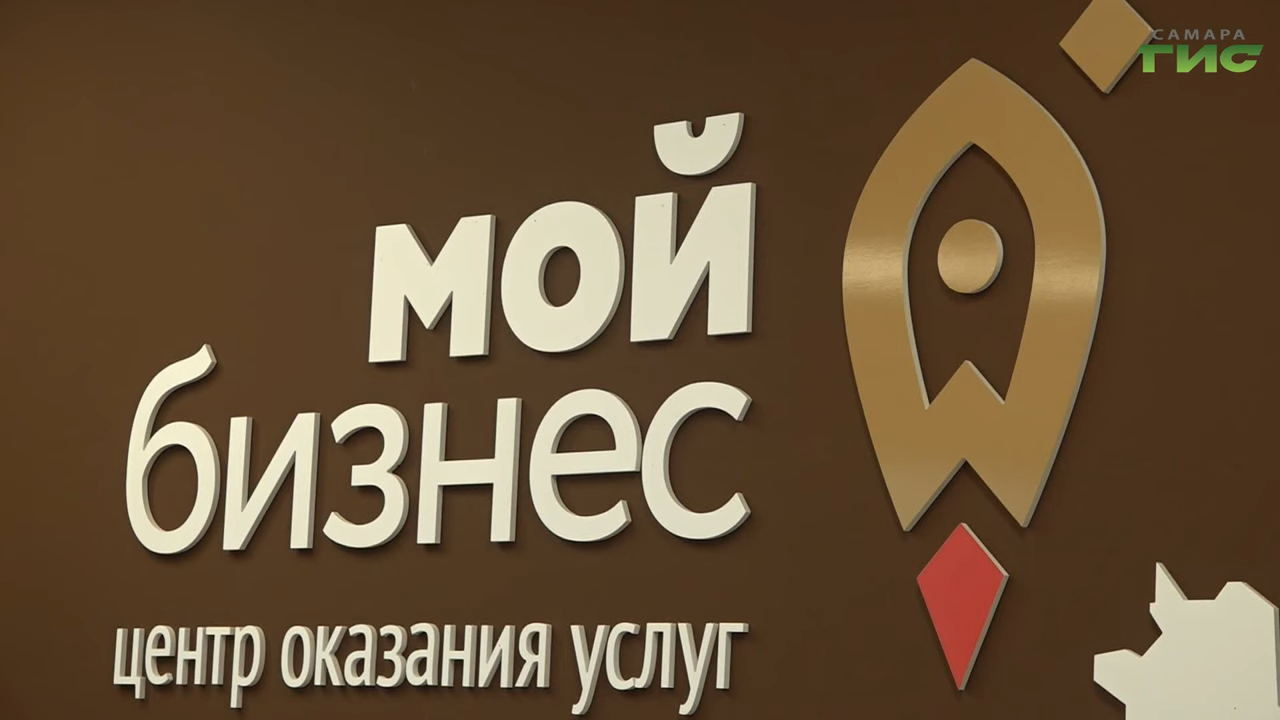 САМАРА
ГИС
мой
бизнес
центр оказания услуг